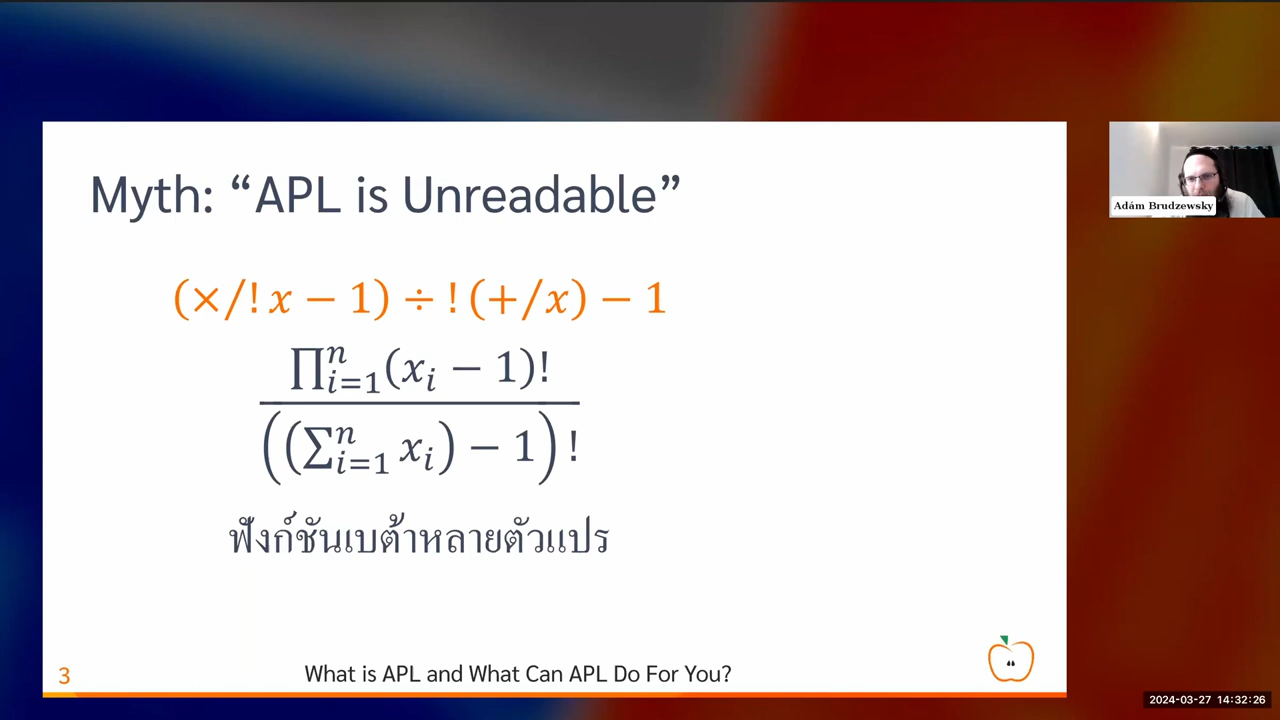 Myth: “APL is Unreadable”
(×/! x − 1) ÷ ! (+/x) − 1
∏ⁿᵢ₌₁(xᵢ − 1)!
((∑ⁿᵢ₌₁ xᵢ) − 1)!
ฟังก์ชันเบต้าหลายตัวแปร
3
What is APL and What Can APL Do For You?
Adám Brudzewsky
2024-03-27 14:32:26